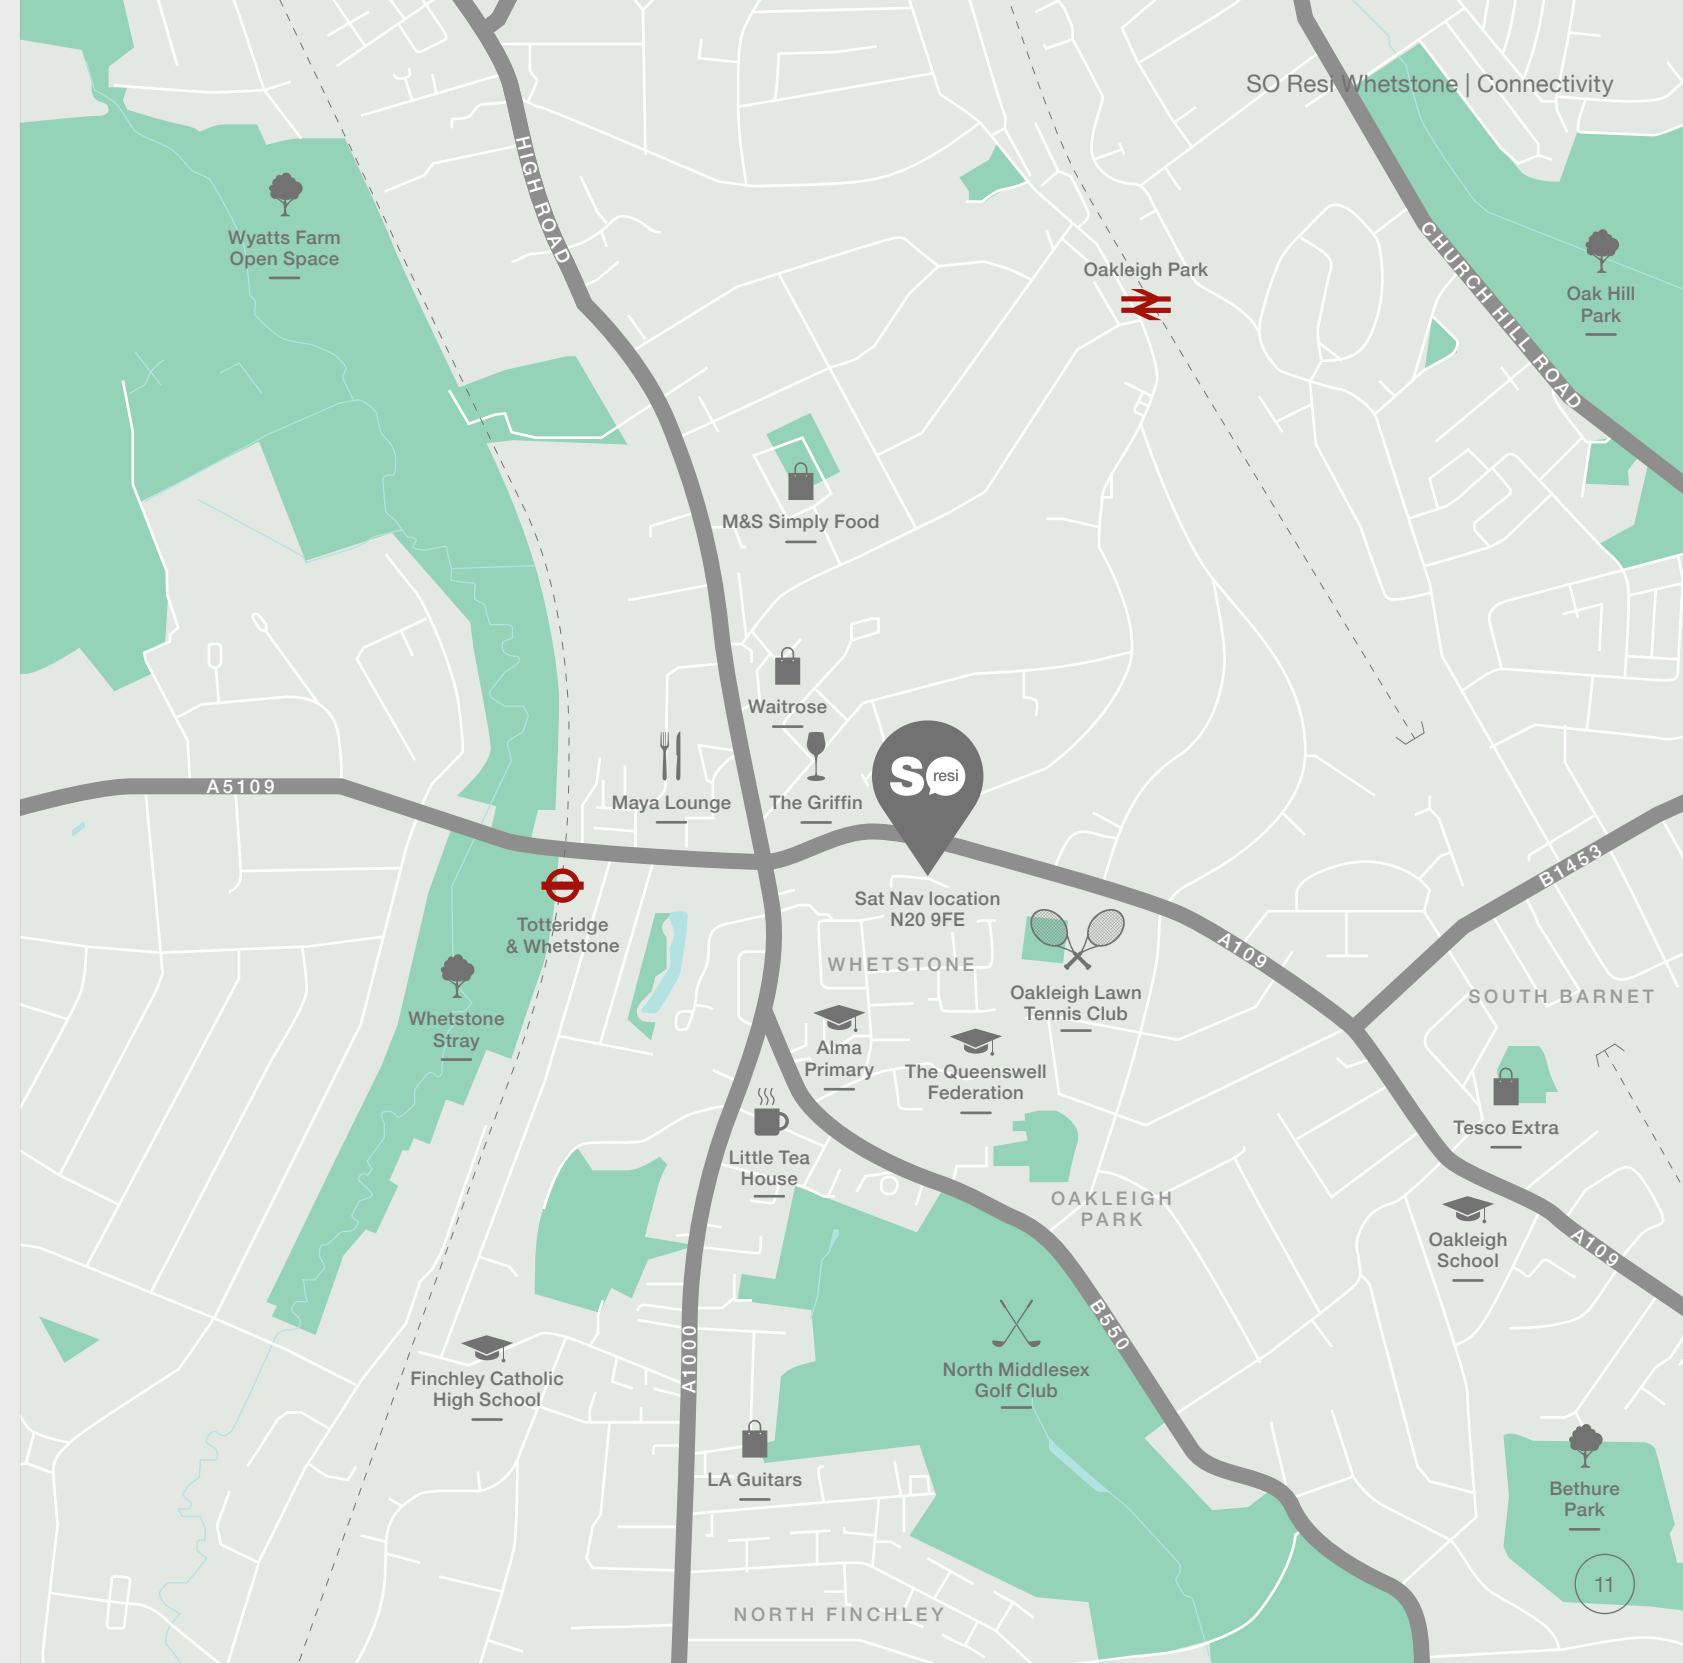 SO Resi Whetstone | Connectivity
HIGH ROAD
Wyatts Farm
Open Space
CHURCH HILL ROAD
Oakleigh Park
Oak Hill
Park
M&S Simply Food
Waitrose
A5109
Maya Lounge
The Griffin
SO resi
B1453
Sat Nav location
N20 9FE
Totteridge
& Whetstone
A109
WHETSTONE
Oakleigh Lawn
Tennis Club
SOUTH BARNET
Whetstone
Stray
Alma
Primary
The Queenswell
Federation
Tesco Extra
Little Tea
House
OAKLEIGH
PARK
Oakleigh
School
A109
A1000
B550
Finchley Catholic
High School
North Middlesex
Golf Club
LA Guitars
Bethure
Park
11
NORTH FINCHLEY